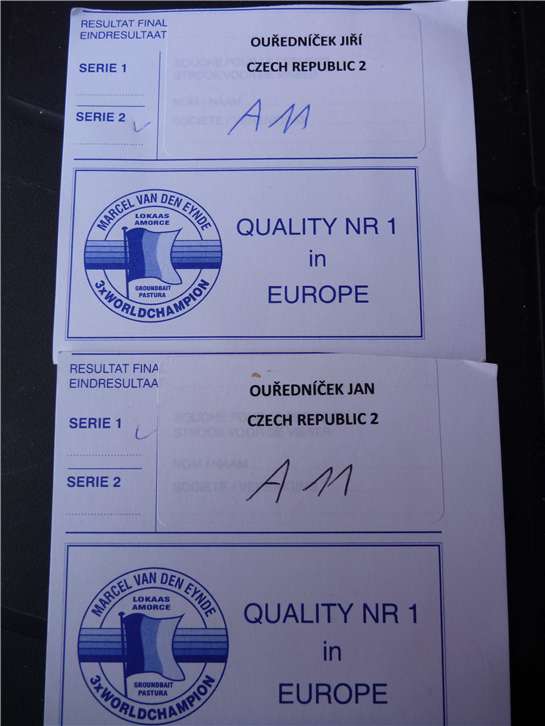 RESULTAT FINAL
EINDRESULTAAT
SERIE 1
SERIE 2
OUŘEDNÍČEK JIŘÍ
CZECH REPUBLIC 2
A11
MARCEL VAN DEN EYNDE
LOKAAS
AMORCE
GROUNDBAIT
PASTURA
3xWORLDCHAMPION
QUALITY NR 1
in
EUROPE
RESULTAT FINA
EINDRESULTAA
SERIE 1
SERIE 2
OUŘEDNÍČEK JAN
CZECH REPUBLIC 2
A 11
MARCEL VAN DEN EYNDE
LOKAAS
AMORCE
GROUNDBAIT
PASTURA
3xWORLDCHAMPION
QUALITY NR 1
in
EUROPE